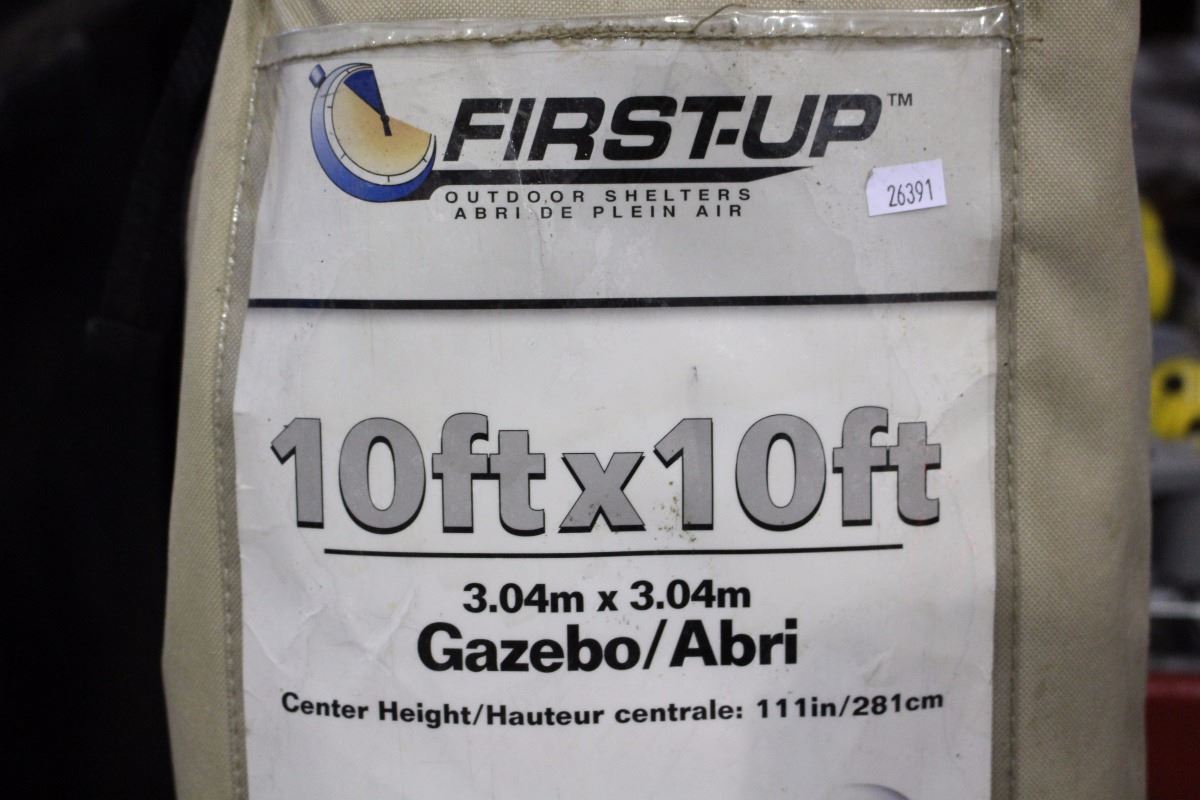 FIRST-UP™
26391
OUTDOOR SHELTERS
ABRI DE PLEIN AIR
10ft x 10ft
3.04m x 3.04m
Gazebo/Abri
Center Height/Hauteur centrale: 111in/281cm